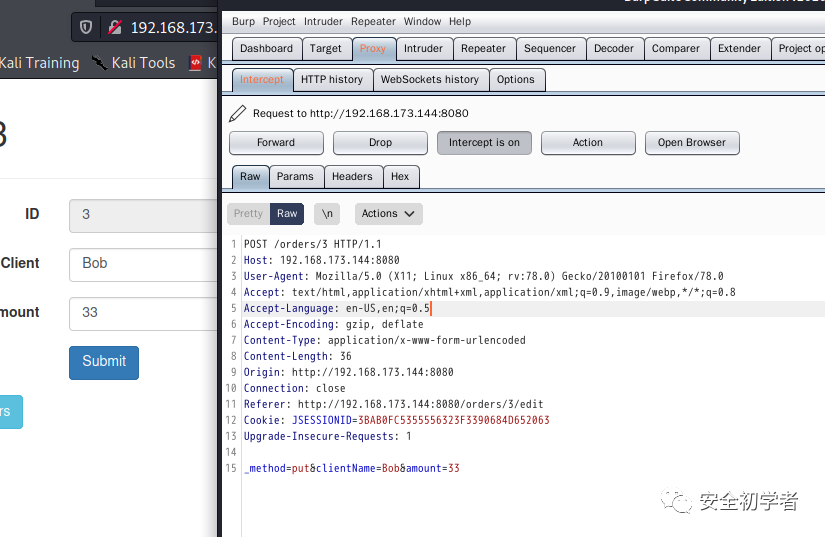 192.168.173.
Kali Training
Kali Tools
3
ID
3
Client
Bob
mount
33
Submit
rs
Burp Project Intruder Repeater Window Help
Dashboard Target Proxy Intruder Repeater Sequencer Decoder Comparer Extender Project op
Intercept HTTP history WebSockets history Options
Request to http://192.168.173.144:8080
Forward Drop Intercept is on Action Open Browser
Raw Params Headers Hex
Pretty Raw \n Actions
1 POST /orders/3 HTTP/1.1
2 Host: 192.168.173.144:8080
3 User-Agent: Mozilla/5.0 (X11; Linux x86_64; rv:78.0) Gecko/20100101 Firefox/78.0
4 Accept: text/html,application/xhtml+xml,application/xml;q=0.9,image/webp,*/*;q=0.8
5 Accept-Language: en-US,en;q=0.5
6 Accept-Encoding: gzip, deflate
7 Content-Type: application/x-www-form-urlencoded
8 Content-Length: 36
9 Origin: http://192.168.173.144:8080
10 Connection: close
11 Referer: http://192.168.173.144:8080/orders/3/edit
12 Cookie: JSESSIONID=3BAB0FC5355556323F3390684D652063
13 Upgrade-Insecure-Requests: 1
14
15 _method=put&clientName=Bob&amount=33
安全初学者